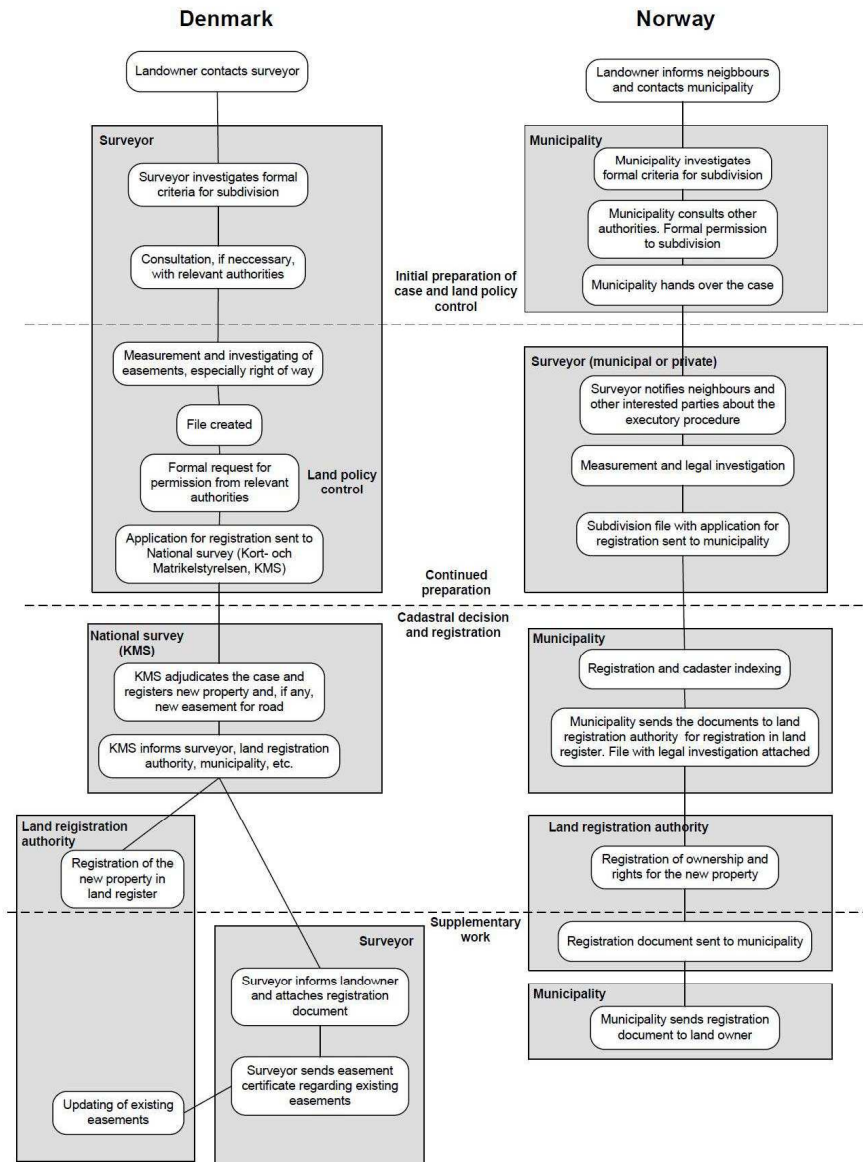 Denmark
Landowner contacts surveyor
Surveyor
Surveyor investigates formal
criteria for subdivision
Consultation, if neccessary,
with relevant authorities
Measurement and investigating of
easements, especially right of way
File created
Formal request for
permission from relevant
authorities
Land policy
control
Application for registration sent to
National survey (Kort- och
Matrikelstyrelsen, KMS)
National survey
(KMS)
KMS adjudicates the case and
registers new property and, if any,
new easement for road
KMS informs surveyor, land registration
authority, municipality, etc.
Land reigistration
authority
Registration of the
new property in
land register
Surveyor
Surveyor informs landowner
and attaches registration
document
Surveyor sends easement
certificate regarding existing
easements
Updating of existing
easements
Initial preparation of
case and land policy
control
Continued
preparation
Cadastral decision
and registration
Supplementary
work
Norway
Landowner informs neighbours
and contacts municipality
Municipality
Municipality investigates
formal criteria for subdivision
Municipality consults other
authorities. Formal permission
to subdivision
Municipality hands over the case
Surveyor (municipal or private)
Surveyor notifies neighbours and
other interested parties about the
executory procedure
Measurement and legal investigation
Subdivision file with application for
registration sent to municipality
Municipality
Registration and cadaster indexing
Municipality sends the documents to land
registration authority for registration in land
register. File with legal investigation attached
Land registration authority
Registration of ownership and
rights for the new property
Registration document sent to municipality
Municipality
Municipality sends registration
document to land owner